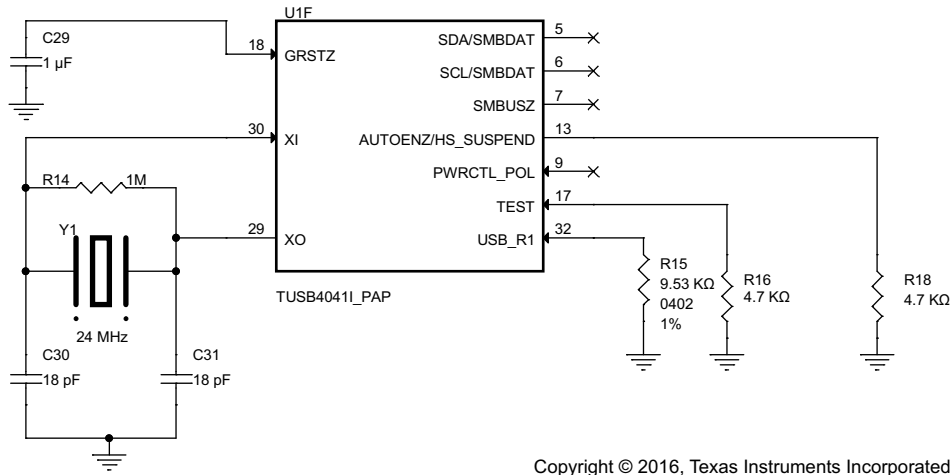 U1F
C29
1 µF
18
GRSTZ
SDA/SMBDAT
5
SCL/SMBDAT
6
SMBUSZ
7
30
XI
AUTOENZ/HS_SUSPEND
13
PWRCTL_POL
9
R14
1M
TEST
17
Y1
29
XO
USB_R1
32
R15
9.53 KΩ
0402
1%
R16
4.7 KΩ
R18
4.7 KΩ
TUSB4041I_PAP
24 MHz
C30
18 pF
C31
18 pF
Copyright © 2016, Texas Instruments Incorporated